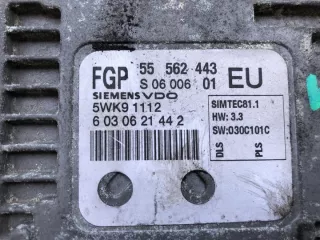 FGP 55 562 443 EU
S 06 006 01
SIEMENS VDO
5WK9 1112
6 03 06 21 44 2
SIMTEC81.1
HW: 3.3
SW:030C101C
DLS
PLS